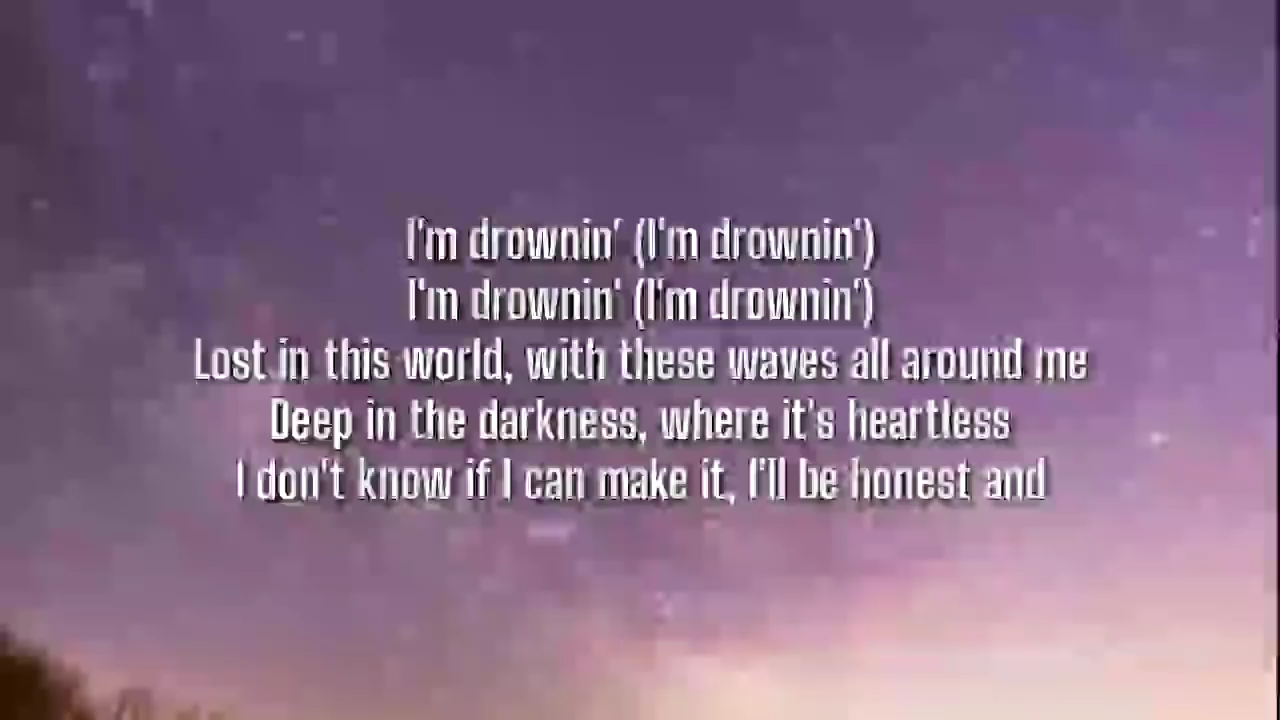 I'm drownin' (I'm drownin')
I'm drownin' (I'm drownin')
Lost in this world, with these waves all around me
Deep in the darkness, where it's heartless
I don't know if I can make it, I'll be honest and